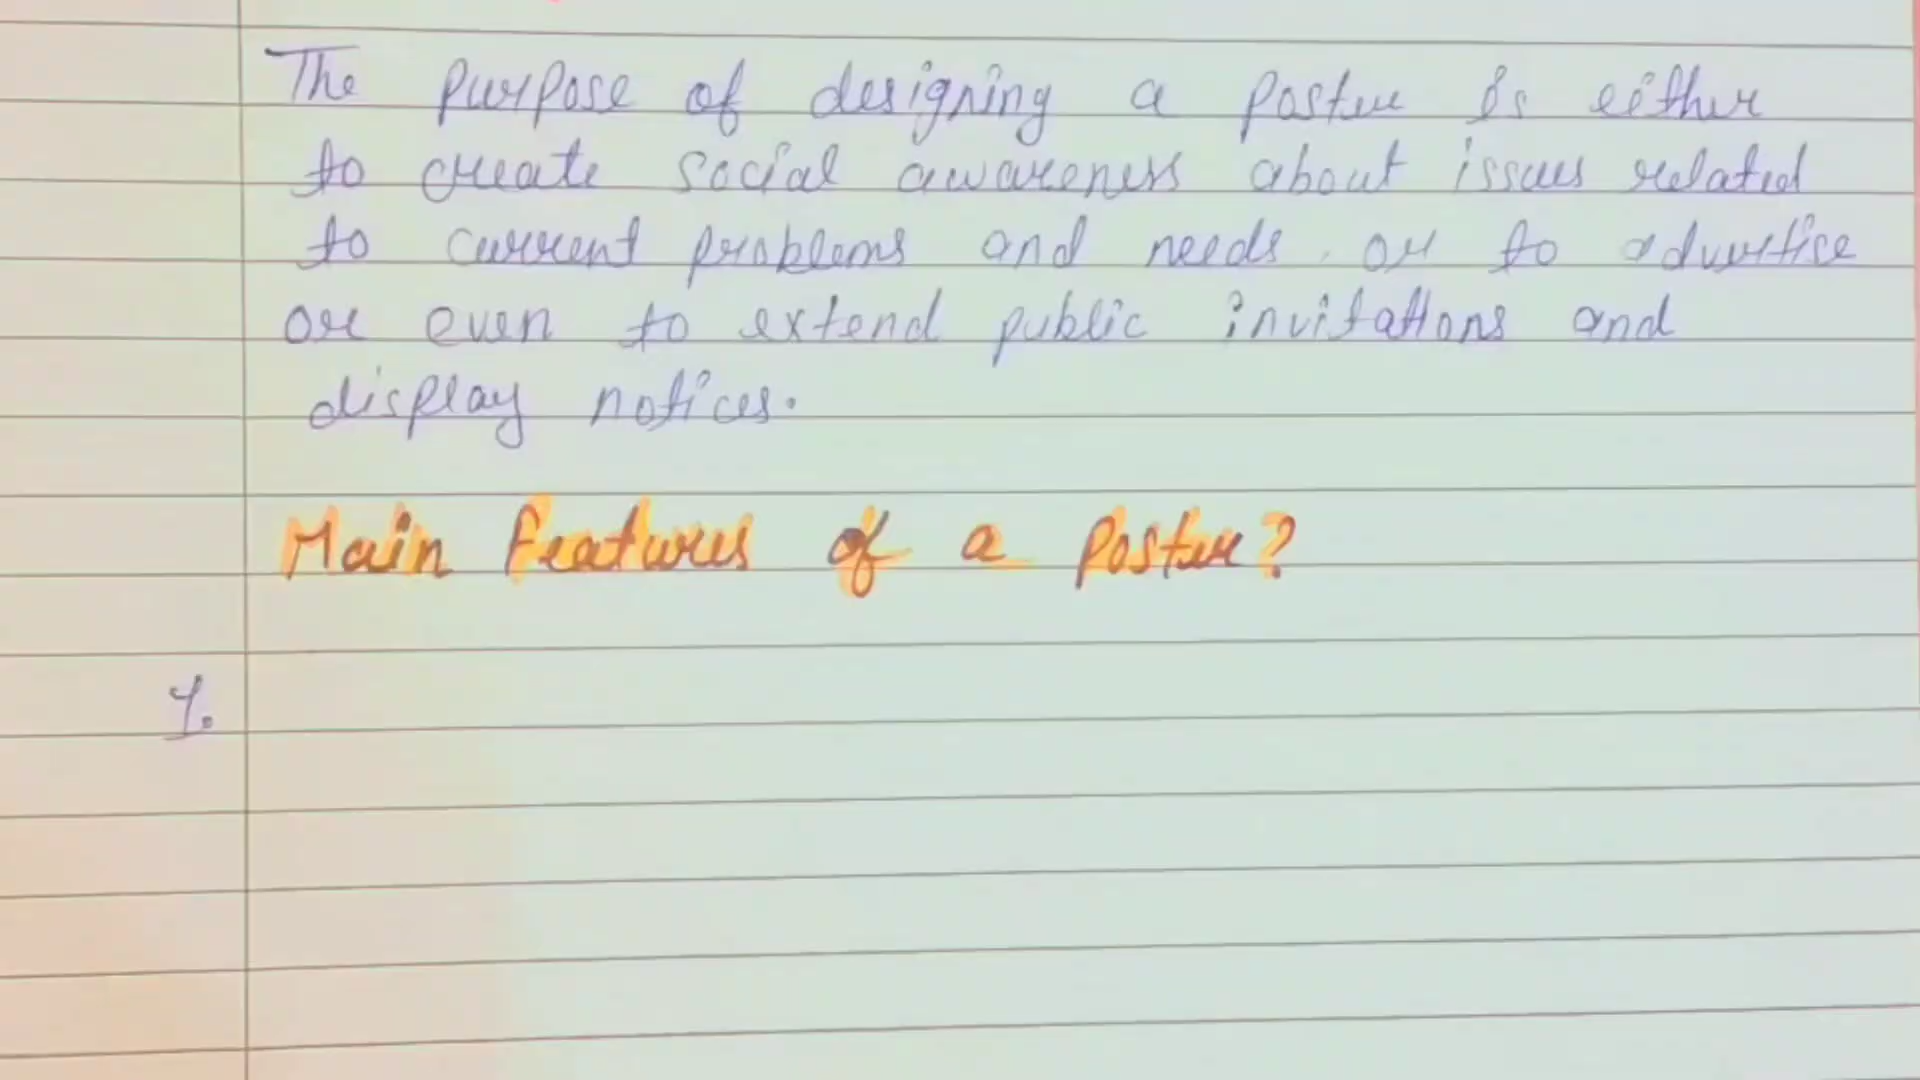 The purpose of designing a poster is either
to create social awareness about issues related
to current problems and needs, or to advertise
or even to extend public invitations and
display notices.
Main Features of a Poster?
1.